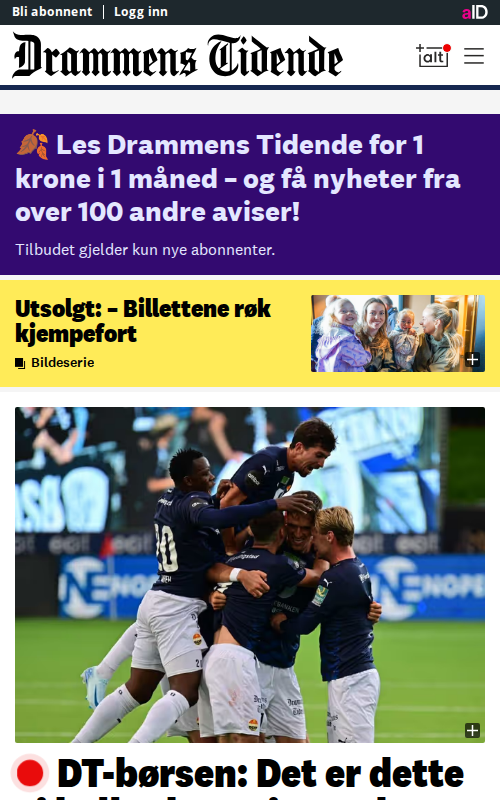 Bli abonnent | Logg inn
aID
Drammens Tidende
+alt
🍂 Les Drammens Tidende for 1
krone i 1 måned – og få nyheter fra
over 100 andre aviser!
Tilbudet gjelder kun nye abonnenter.
Utsolgt: – Billettene røk
kjempefort
Bildeserie
DT-børsen: Det er dette